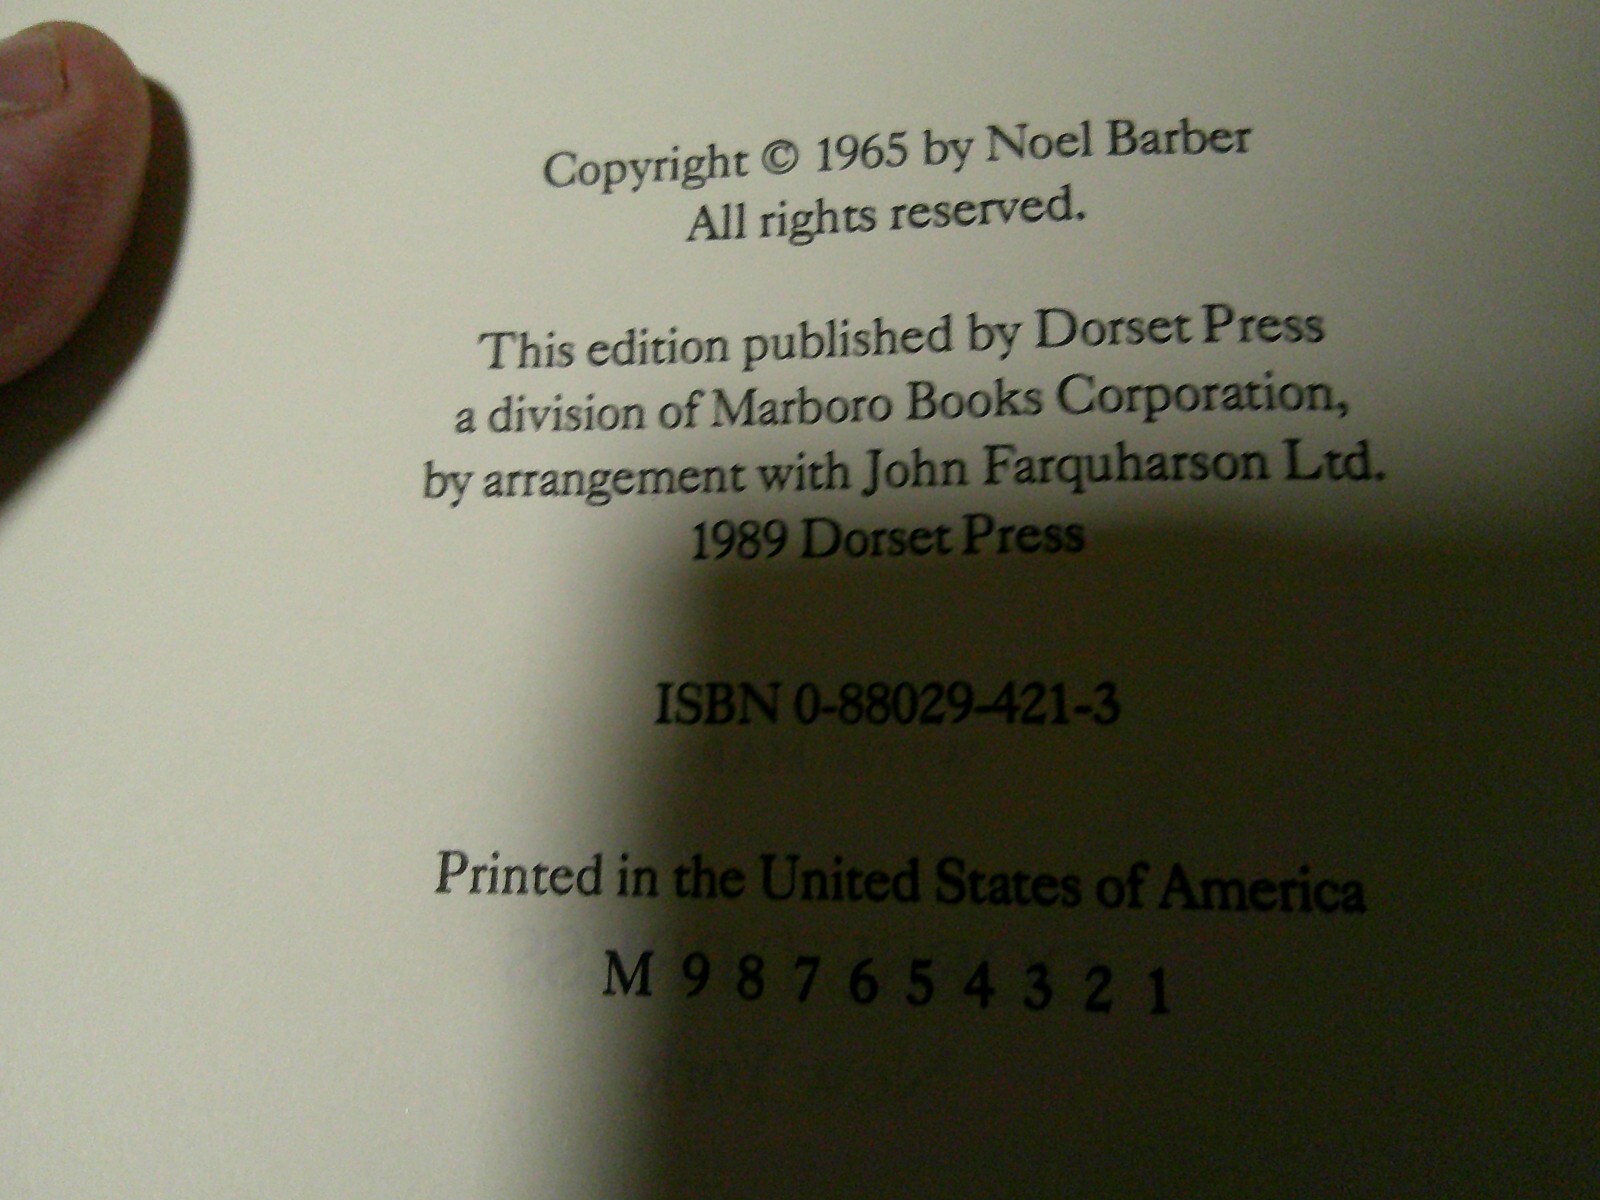 Copyright © 1965 by Noel Barber
All rights reserved.
This edition published by Dorset Press
a division of Marboro Books Corporation,
by arrangement with John Farquharson Ltd.
1989 Dorset Press
ISBN 0-88029-421-3
Printed in the United States of America
M 9 8 7 6 5 4 3 2 1